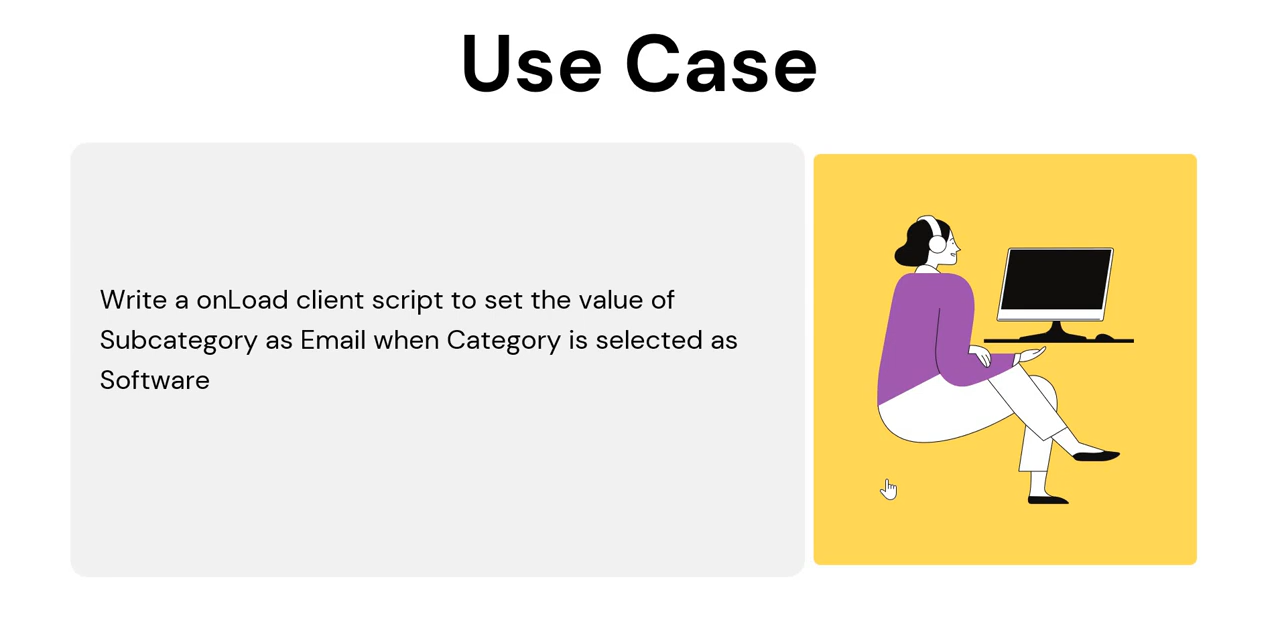 Use Case
Write a onLoad client script to set the value of
Subcategory as Email when Category is selected as
Software